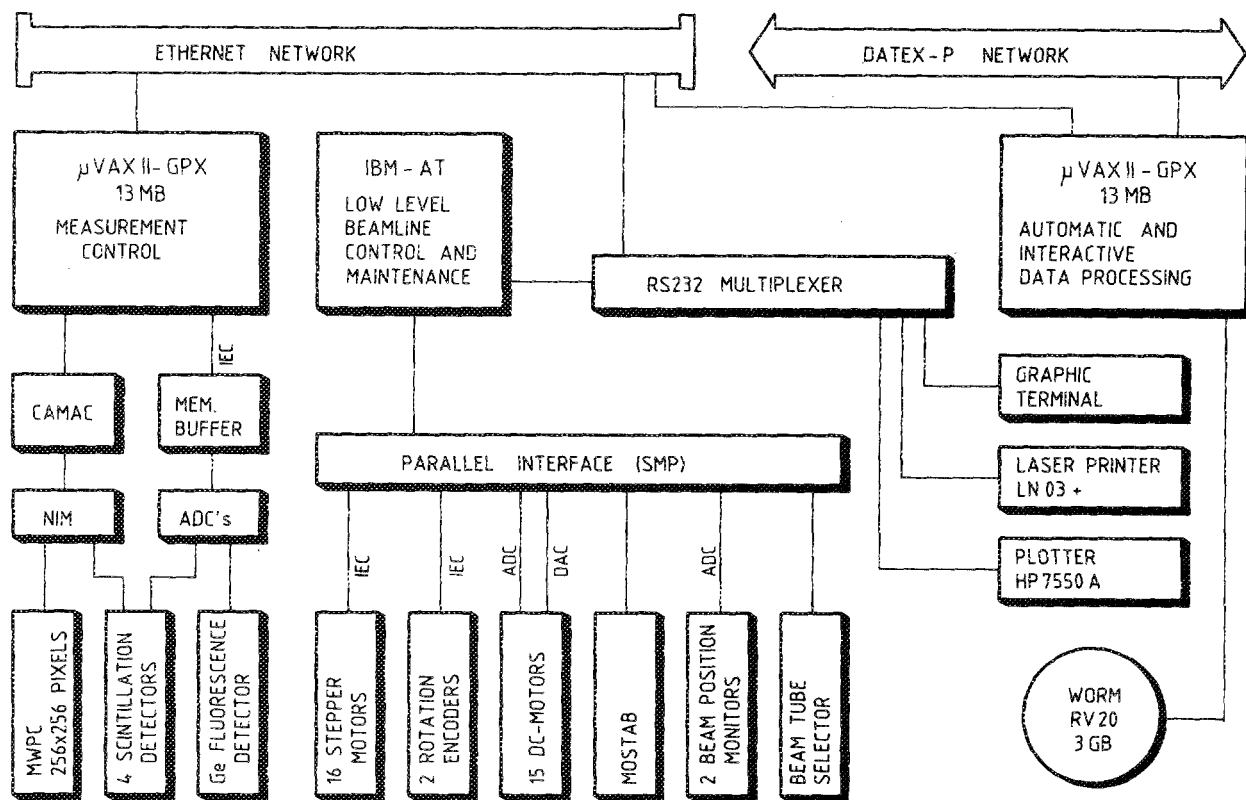 ETHERNET NETWORK
DATEX-P NETWORK
μVAX II-GPX
13 MB
MEASUREMENT
CONTROL
IBM - AT
LOW LEVEL
BEAMLINE
CONTROL AND
MAINTENANCE
RS232 MULTIPLEXER
μVAX II-GPX
13 MB
AUTOMATIC AND
INTERACTIVE
DATA PROCESSING
IEC
CAMAC
MEM.
BUFFER
NIM
ADC's
PARALLEL INTERFACE (SMP)
GRAPHIC
TERMINAL
LASER PRINTER
LN 03 +
PLOTTER
HP 7550 A
IEC
IEC
ADC
DAC
ADC
MWPC
256x256 PIXELS
4 SCINTILLATION
DETECTORS
Ge FLUORESCENCE
DETECTOR
16 STEPPER
MOTORS
2 ROTATION
ENCODERS
15 DC-MOTORS
MOSTAB
2 BEAM POSITION
MONITORS
BEAM TUBE
SELECTOR
WORM
RV 20
3 GB